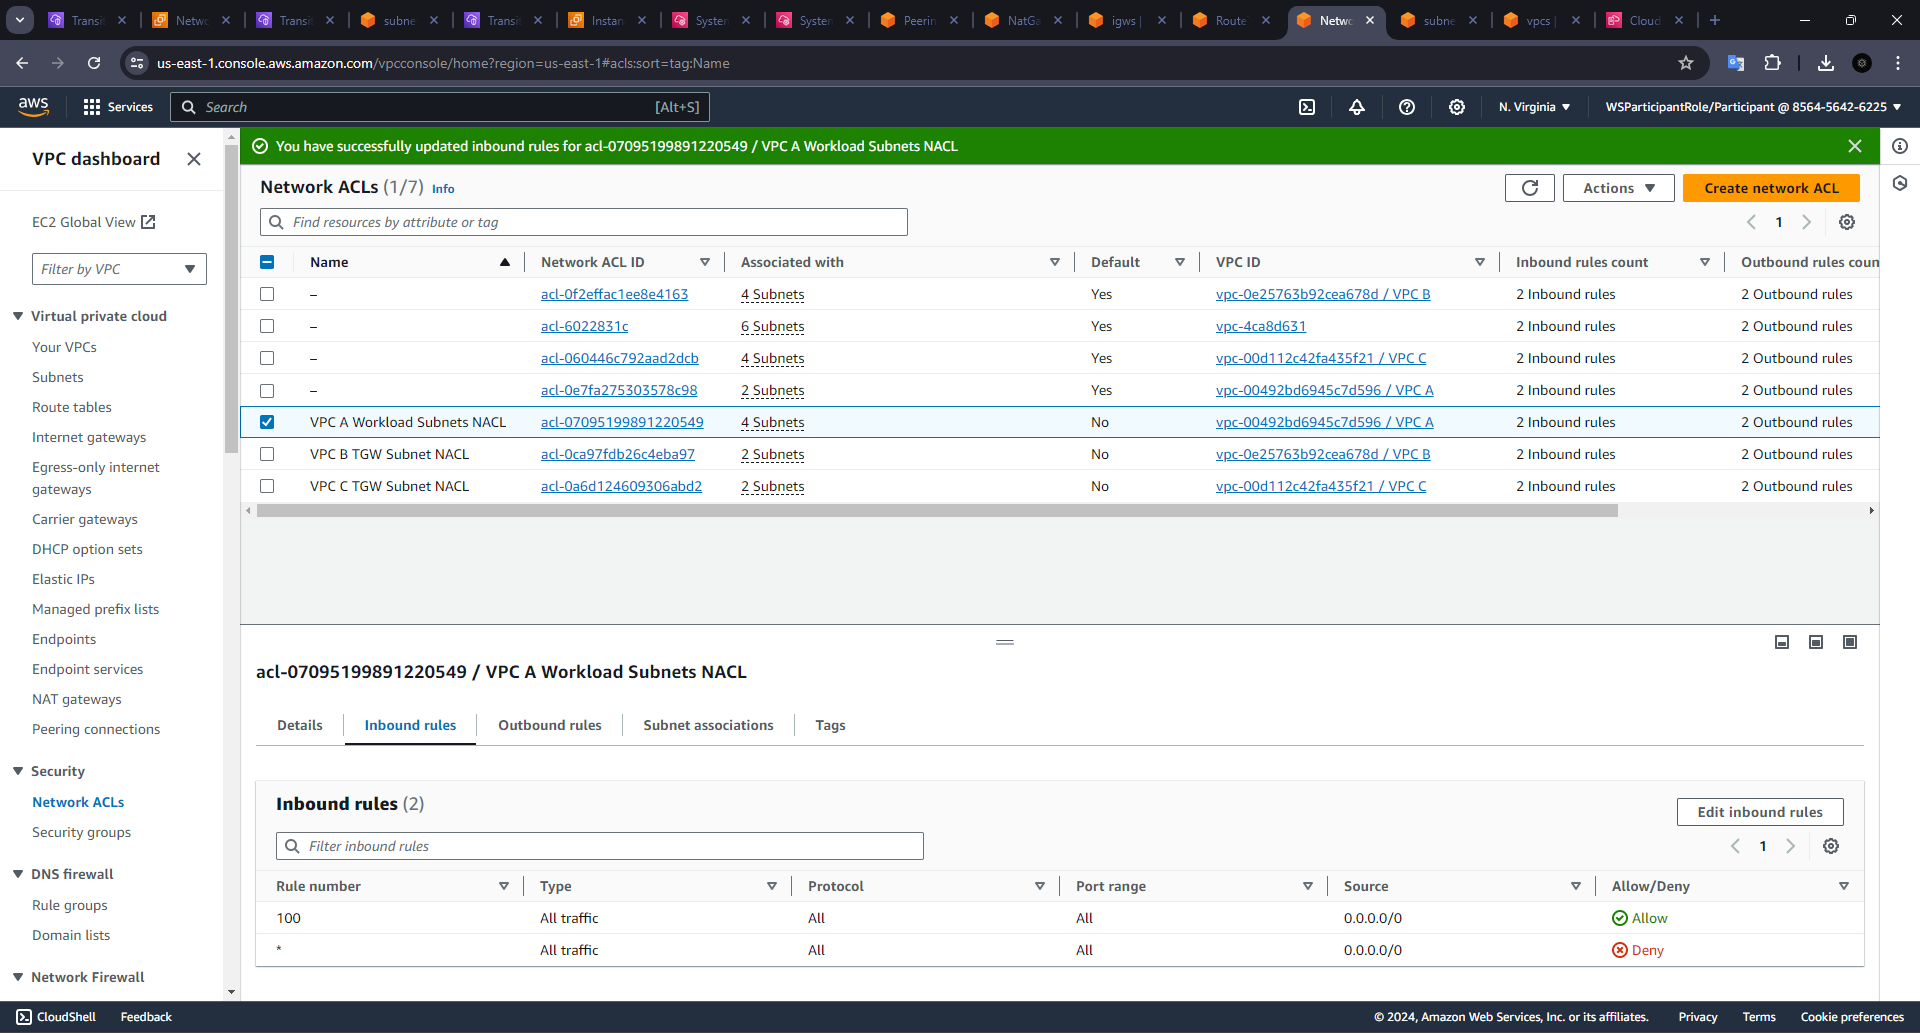 Transit
Netwo
Transit
subne
Transit
Instan
System
System
Peerin
NatGa
igws |
Route
Netwo
subne
vpcs |
Cloud
us-east-1.console.aws.amazon.com/vpcconsole/home?region=us-east-1#acls:sort=tag:Name
aws
Services
Search
[Alt+S]
N. Virginia
WSParticipantRole/Participant @ 8564-5642-6225
VPC dashboard
EC2 Global View
Filter by VPC
Virtual private cloud
Your VPCs
Subnets
Route tables
Internet gateways
Egress-only internet
gateways
Carrier gateways
DHCP option sets
Elastic IPs
Managed prefix lists
Endpoints
Endpoint services
NAT gateways
Peering connections
Security
Network ACLs
Security groups
DNS firewall
Rule groups
Domain lists
Network Firewall
You have successfully updated inbound rules for acl-07095199891220549 / VPC A Workload Subnets NACL
Network ACLs (1/7) Info
Actions
Create network ACL
Find resources by attribute or tag
1
Name Network ACL ID Associated with Default VPC ID Inbound rules count Outbound rules coun
– acl-0f2effac1ee8e4163 4 Subnets Yes vpc-0e25763b92cea678d / VPC B 2 Inbound rules 2 Outbound rules
– acl-6022831c 6 Subnets Yes vpc-4ca8d631 2 Inbound rules 2 Outbound rules
– acl-060446c792aad2dcb 4 Subnets Yes vpc-00d112c42fa435f21 / VPC C 2 Inbound rules 2 Outbound rules
– acl-0e7fa275303578c98 2 Subnets Yes vpc-00492bd6945c7d596 / VPC A 2 Inbound rules 2 Outbound rules
VPC A Workload Subnets NACL acl-07095199891220549 4 Subnets No vpc-00492bd6945c7d596 / VPC A 2 Inbound rules 2 Outbound rules
VPC B TGW Subnet NACL acl-0ca97fdb26c4eba97 2 Subnets No vpc-0e25763b92cea678d / VPC B 2 Inbound rules 2 Outbound rules
VPC C TGW Subnet NACL acl-0a6d124609306abd2 2 Subnets No vpc-00d112c42fa435f21 / VPC C 2 Inbound rules 2 Outbound rules
acl-07095199891220549 / VPC A Workload Subnets NACL
Details
Inbound rules
Outbound rules
Subnet associations
Tags
Inbound rules (2)
Edit inbound rules
Filter inbound rules
1
Rule number Type Protocol Port range Source Allow/Deny
100 All traffic All All 0.0.0.0/0 Allow
* All traffic All All 0.0.0.0/0 Deny
CloudShell
Feedback
© 2024, Amazon Web Services, Inc. or its affiliates.
Privacy
Terms
Cookie preferences